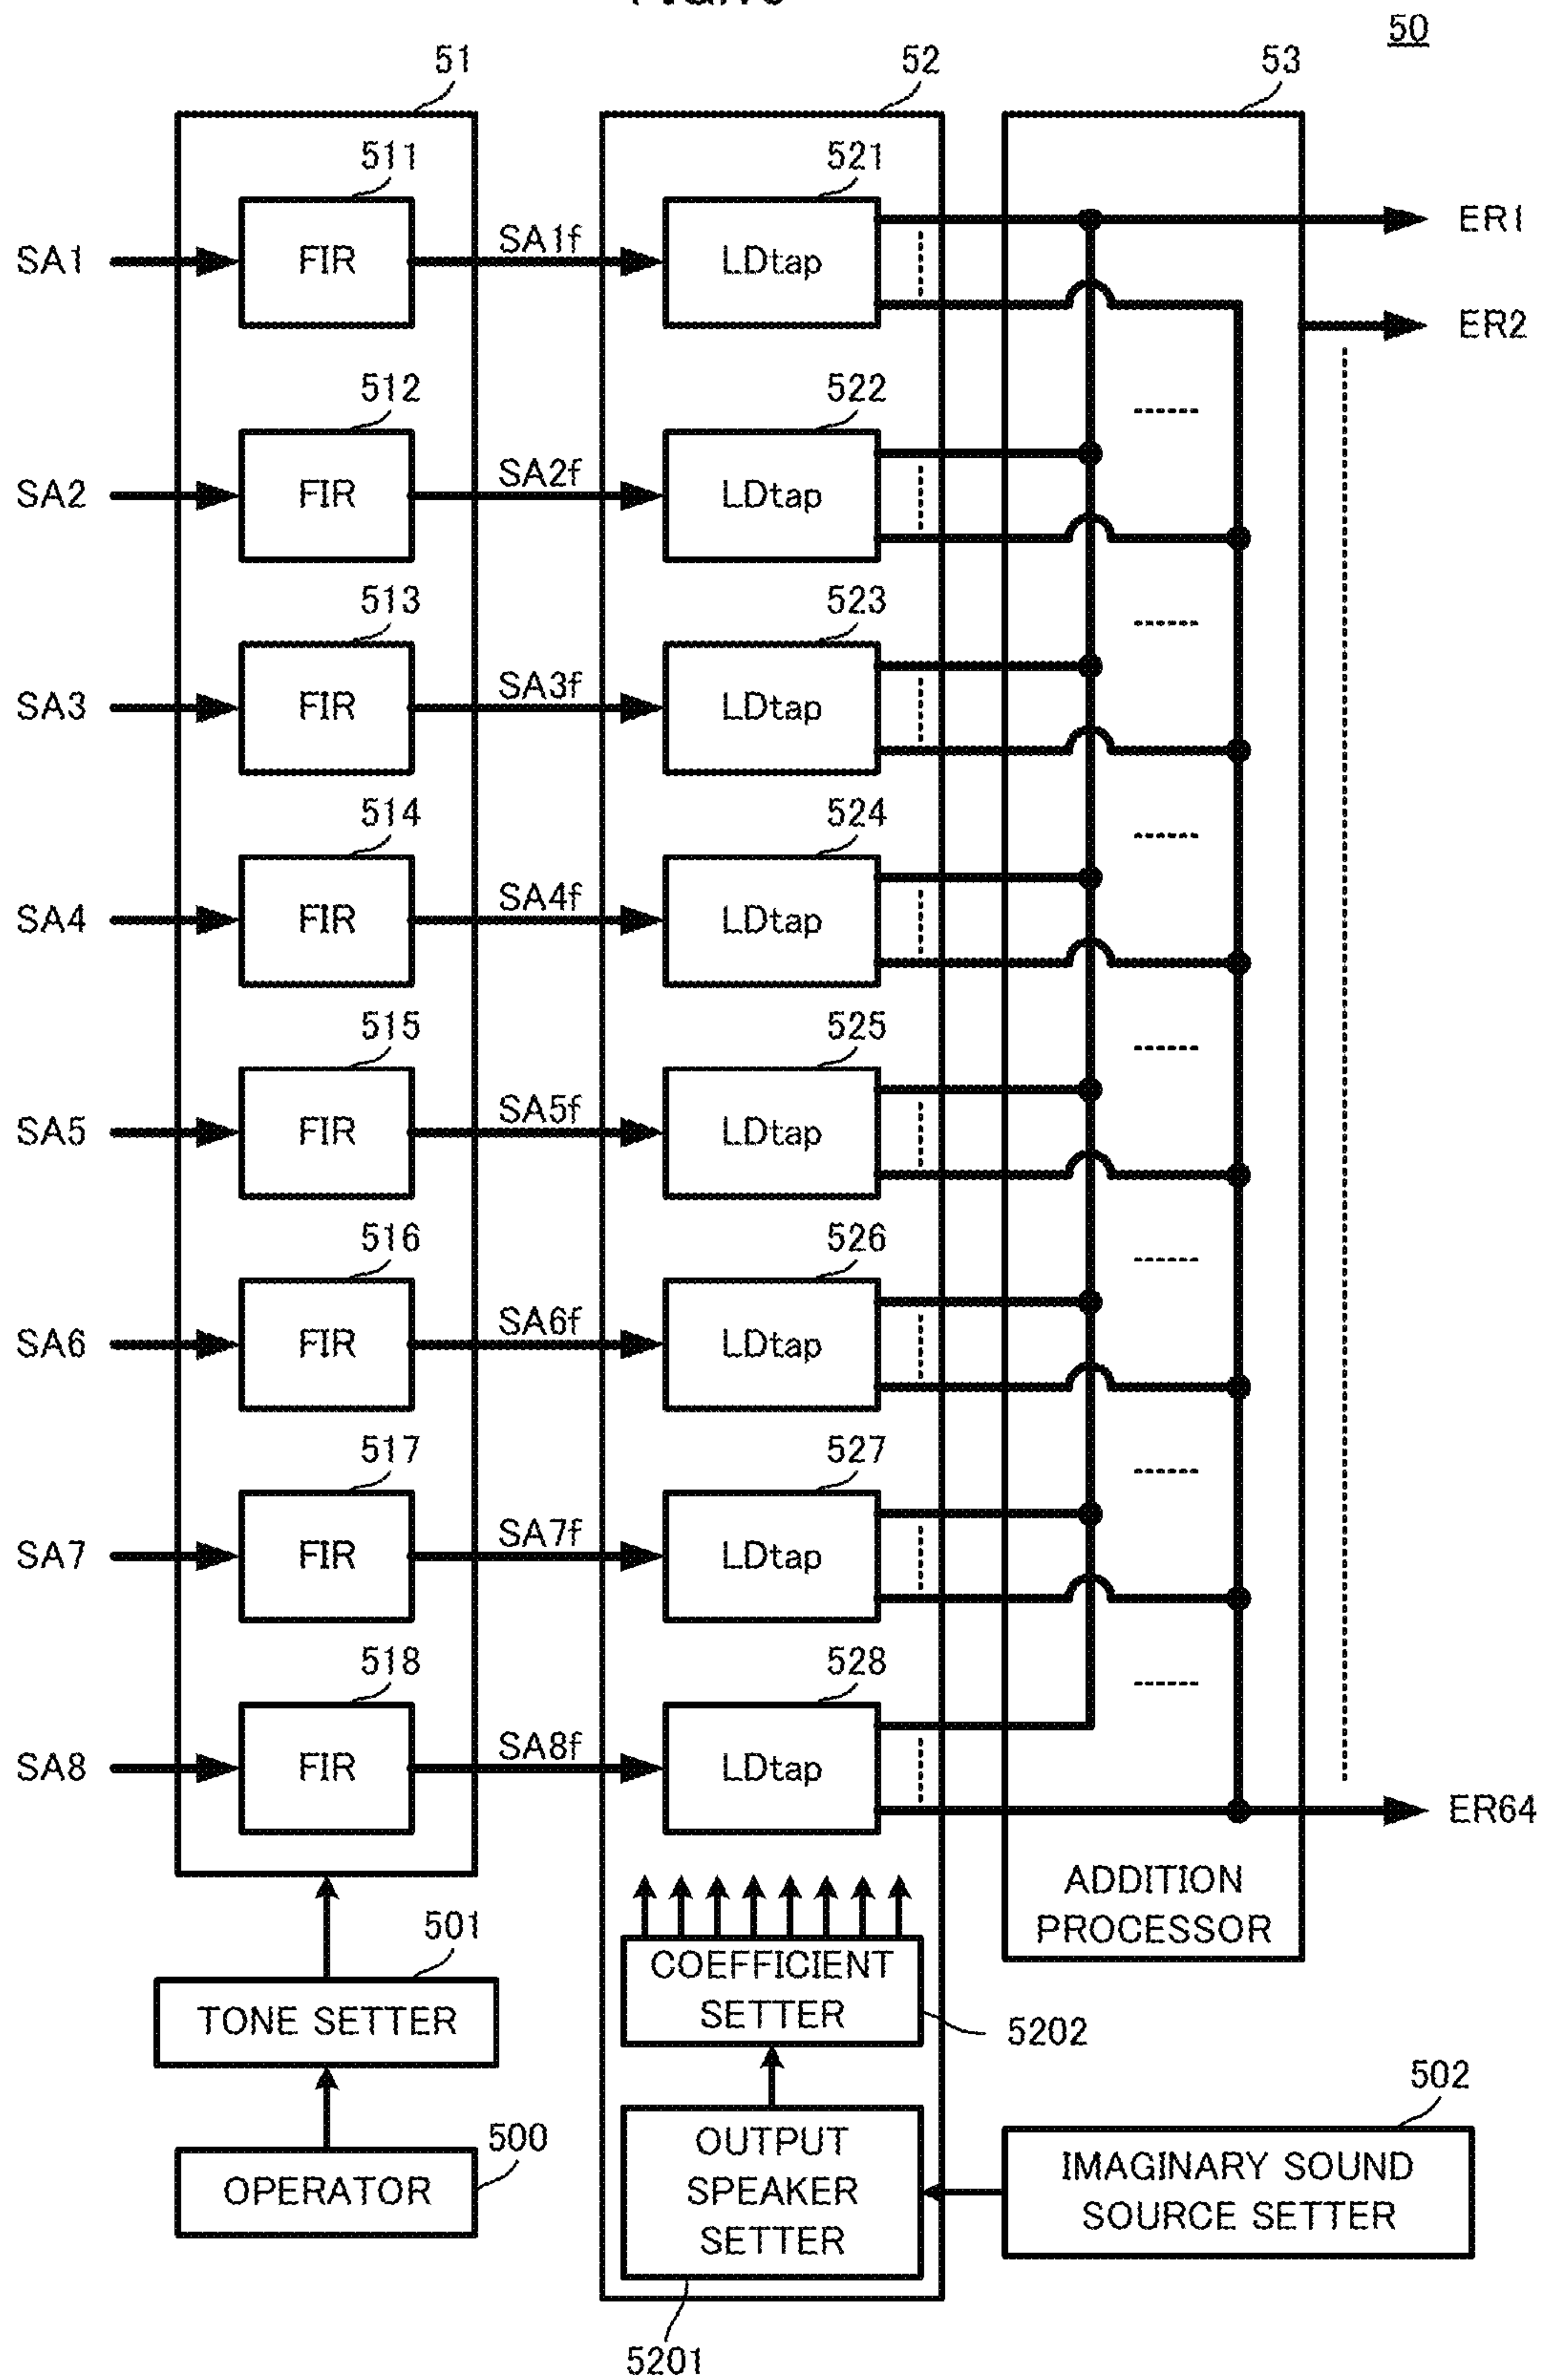 50
51
52
53
511
521
SA1
FIR
SA1f
LDtap
ER1
ER2
512
522
SA2
FIR
SA2f
LDtap
513
523
SA3
FIR
SA3f
LDtap
514
524
SA4
FIR
SA4f
LDtap
515
525
SA5
FIR
SA5f
LDtap
516
526
SA6
FIR
SA6f
LDtap
517
527
SA7
FIR
SA7f
LDtap
518
528
SA8
FIR
SA8f
LDtap
ER64
ADDITION
PROCESSOR
501
TONE SETTER
COEFFICIENT
SETTER
5202
500
OPERATOR
OUTPUT
SPEAKER
SETTER
5201
502
IMAGINARY SOUND
SOURCE SETTER